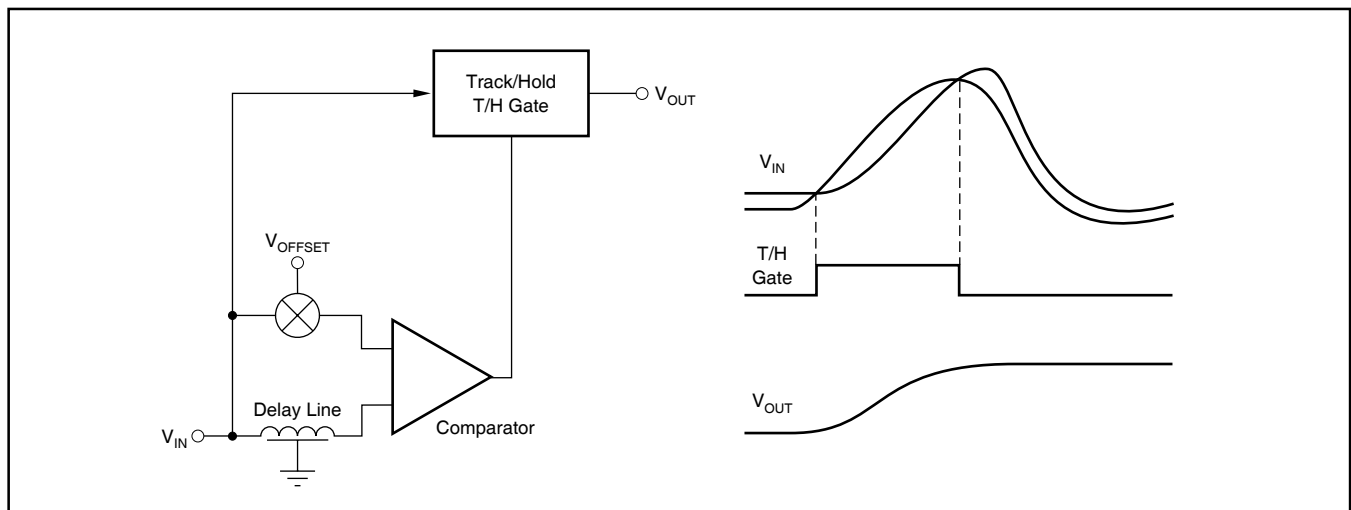 Track/Hold
T/H Gate
V_OUT
V_OFFSET
Delay Line
V_IN
Comparator
V_IN
T/H
Gate
V_OUT